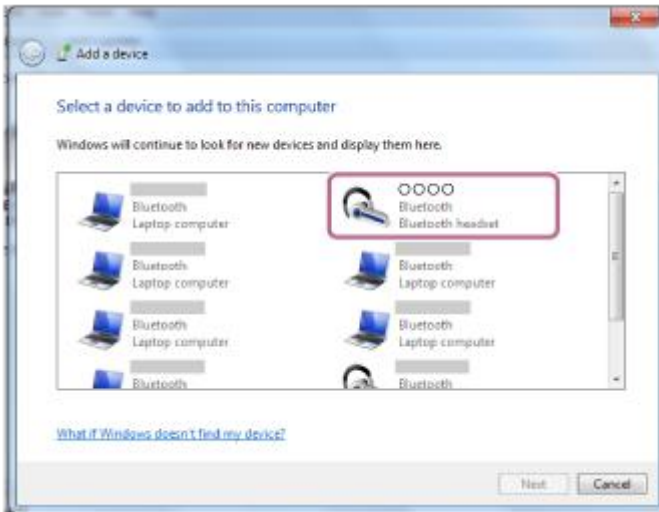 Add a device
Select a device to add to this computer
Windows will continue to look for new devices and display them here.
Bluetooth
Laptop computer
OOOO
Bluetooth
Bluetooth headset
Bluetooth
Laptop computer
Bluetooth
Laptop computer
Bluetooth
Laptop computer
Bluetooth
Laptop computer
Bluetooth
Bluetooth
What if Windows doesn't find my device?
Next
Cancel